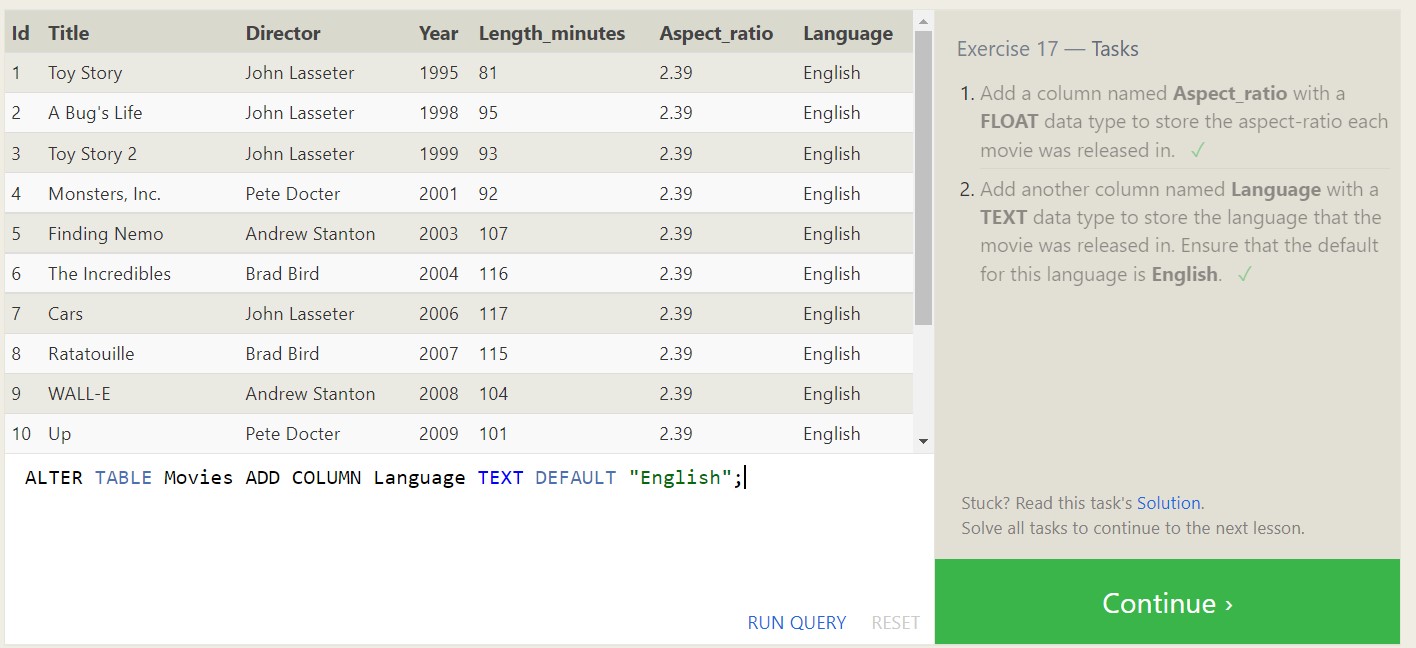 Id Title Director Year Length_minutes Aspect_ratio Language
1 Toy Story John Lasseter 1995 81 2.39 English
2 A Bug's Life John Lasseter 1998 95 2.39 English
3 Toy Story 2 John Lasseter 1999 93 2.39 English
4 Monsters, Inc. Pete Docter 2001 92 2.39 English
5 Finding Nemo Andrew Stanton 2003 107 2.39 English
6 The Incredibles Brad Bird 2004 116 2.39 English
7 Cars John Lasseter 2006 117 2.39 English
8 Ratatouille Brad Bird 2007 115 2.39 English
9 WALL-E Andrew Stanton 2008 104 2.39 English
10 Up Pete Docter 2009 101 2.39 English
ALTER TABLE Movies ADD COLUMN Language TEXT DEFAULT "English";
RUN QUERY RESET
Exercise 17 — Tasks
1. Add a column named Aspect_ratio with a
FLOAT data type to store the aspect-ratio each
movie was released in. ✓
2. Add another column named Language with a
TEXT data type to store the language that the
movie was released in. Ensure that the default
for this language is English. ✓
Stuck? Read this task's Solution.
Solve all tasks to continue to the next lesson.
Continue ›